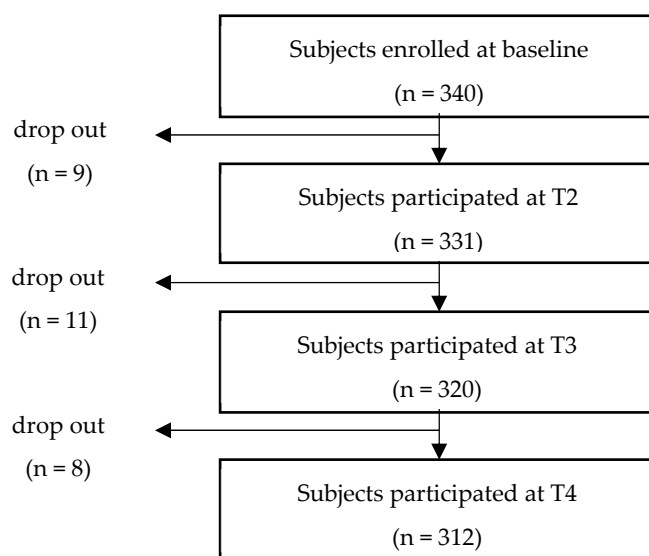 Subjects enrolled at baseline
(n = 340)
drop out
(n = 9)
Subjects participated at T2
(n = 331)
drop out
(n = 11)
Subjects participated at T3
(n = 320)
drop out
(n = 8)
Subjects participated at T4
(n = 312)